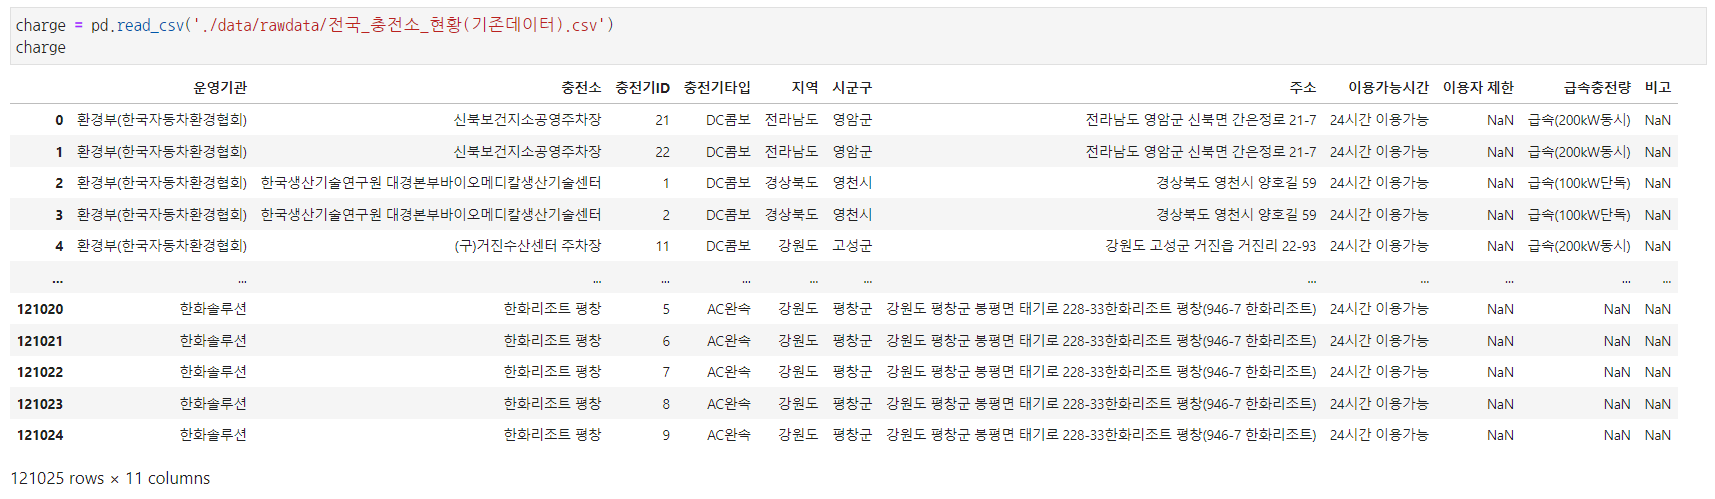 charge = pd.read_csv('./data/rawdata/전국_충전소_현황(기존데이터).csv')
charge
운영기관 충전소 충전기ID 충전기타입 지역 시군구 주소 이용가능시간 이용자 제한 급속충전량 비고
0 환경부(한국자동차환경협회) 신북보건지소공영주차장 21 DC콤보 전라남도 영암군 전라남도 영암군 신북면 간은정로 21-7 24시간 이용가능 NaN 급속(200kW동시) NaN
1 환경부(한국자동차환경협회) 신북보건지소공영주차장 22 DC콤보 전라남도 영암군 전라남도 영암군 신북면 간은정로 21-7 24시간 이용가능 NaN 급속(200kW동시) NaN
2 환경부(한국자동차환경협회) 한국생산기술연구원 대경본부바이오메디칼생산기술센터 1 DC콤보 경상북도 영천시 경상북도 영천시 양호길 59 24시간 이용가능 NaN 급속(100kW단독) NaN
3 환경부(한국자동차환경협회) 한국생산기술연구원 대경본부바이오메디칼생산기술센터 2 DC콤보 경상북도 영천시 경상북도 영천시 양호길 59 24시간 이용가능 NaN 급속(100kW단독) NaN
4 환경부(한국자동차환경협회) (구)거진수산센터 주차장 11 DC콤보 강원도 고성군 강원도 고성군 거진읍 거진리 22-93 24시간 이용가능 NaN 급속(200kW동시) NaN
... ... ... ... ... ... ... ... ... ... ... ...
121020 한화솔루션 한화리조트 평창 5 AC완속 강원도 평창군 강원도 평창군 봉평면 태기로 228-33한화리조트 평창(946-7 한화리조트) 24시간 이용가능 NaN NaN NaN
121021 한화솔루션 한화리조트 평창 6 AC완속 강원도 평창군 강원도 평창군 봉평면 태기로 228-33한화리조트 평창(946-7 한화리조트) 24시간 이용가능 NaN NaN NaN
121022 한화솔루션 한화리조트 평창 7 AC완속 강원도 평창군 강원도 평창군 봉평면 태기로 228-33한화리조트 평창(946-7 한화리조트) 24시간 이용가능 NaN NaN NaN
121023 한화솔루션 한화리조트 평창 8 AC완속 강원도 평창군 강원도 평창군 봉평면 태기로 228-33한화리조트 평창(946-7 한화리조트) 24시간 이용가능 NaN NaN NaN
121024 한화솔루션 한화리조트 평창 9 AC완속 강원도 평창군 강원도 평창군 봉평면 태기로 228-33한화리조트 평창(946-7 한화리조트) 24시간 이용가능 NaN NaN NaN
121025 rows × 11 columns